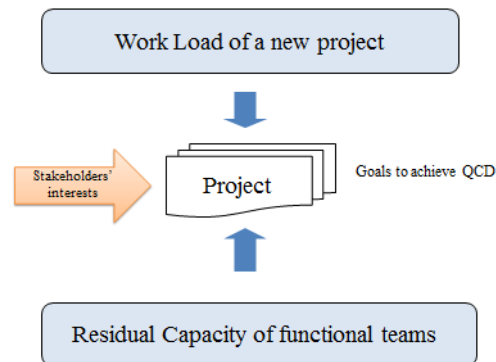 Work Load of a new project
Stakeholders'
interests
Project
Goals to achieve QCD
Residual Capacity of functional teams